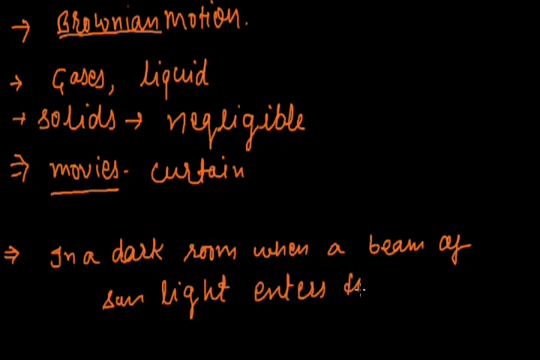 → Brownian motion.
→ Gases, liquid
→ solids → negligible
⇒ movies - curtain
⇒ In a dark room when a beam of
sun light enters